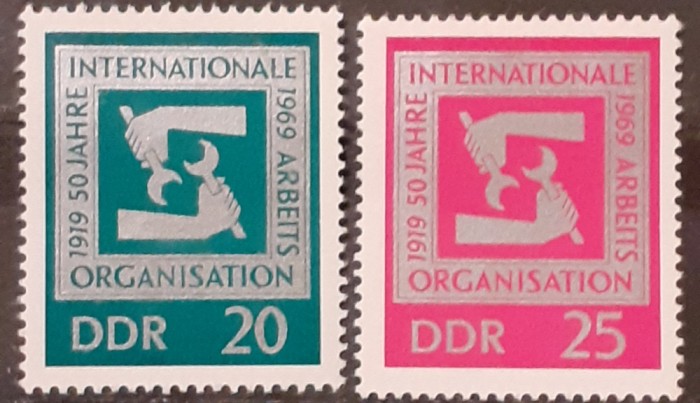 INTERNATIONALE
1919 50 JAHRE
1969 ARBEITS
ORGANISATION
DDR 20
INTERNATIONALE
1919 50 JAHRE
1969 ARBEITS
ORGANISATION
DDR 25